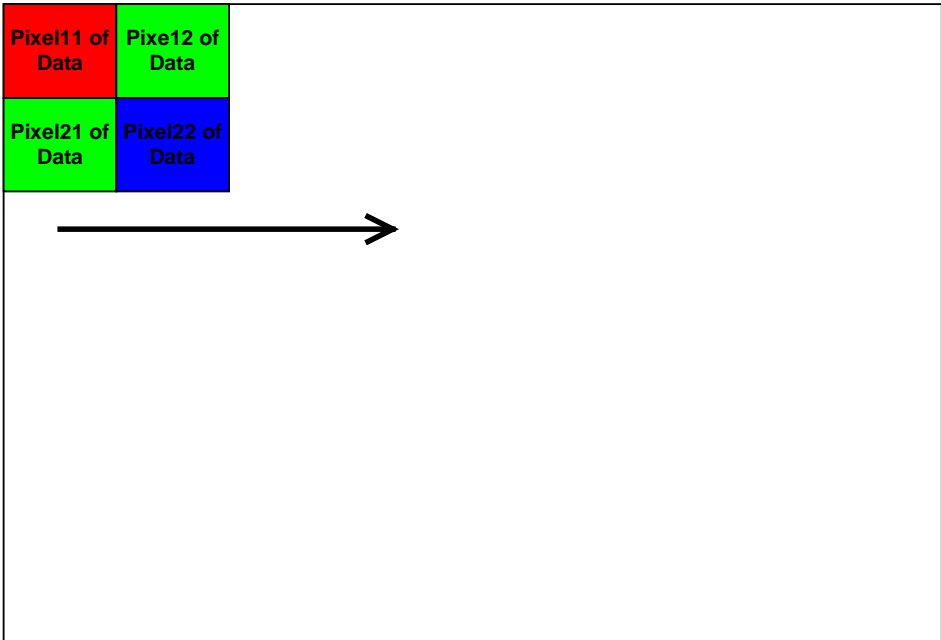 Pixel11 of
Data
Pixe12 of
Data
Pixel21 of
Data
Pixel22 of
Data